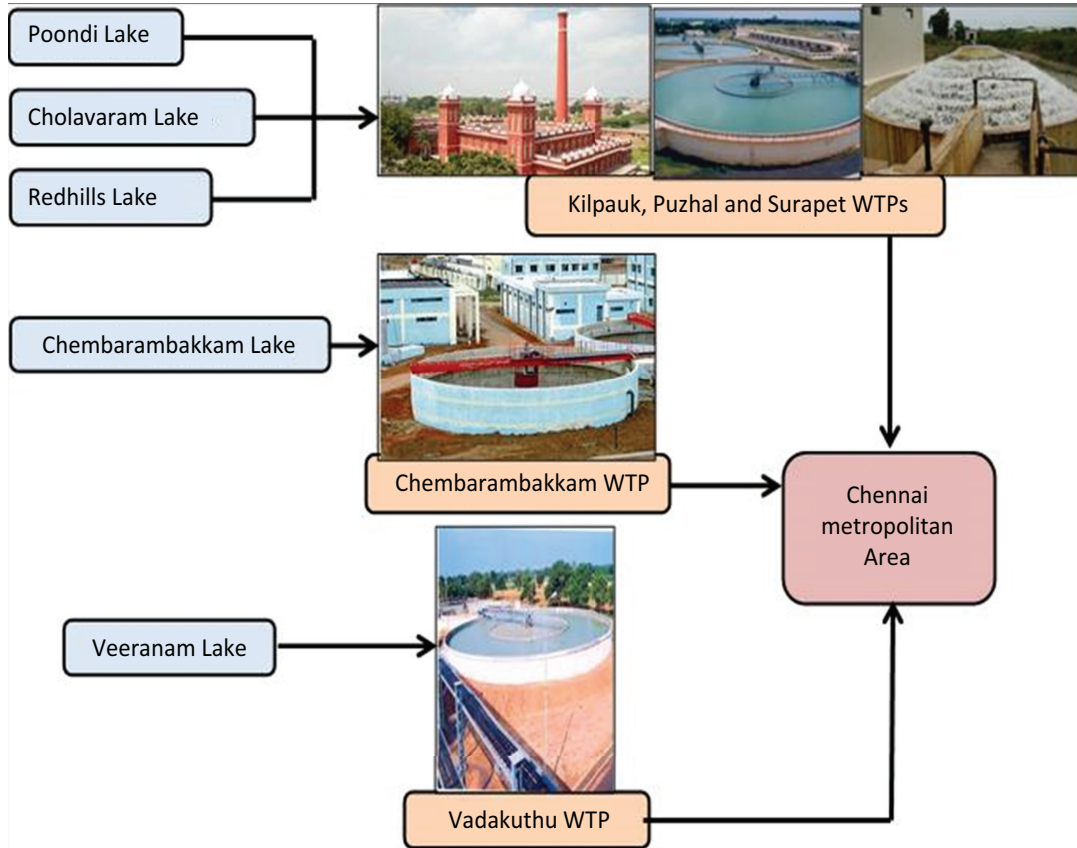 Poondi Lake
Cholavaram Lake
Redhills Lake
Kilpauk, Puzhal and Surapet WTPs
Chembarambakkam Lake
Chembarambakkam WTP
Chennai
metropolitan
Area
Veeranam Lake
Vadakuthu WTP